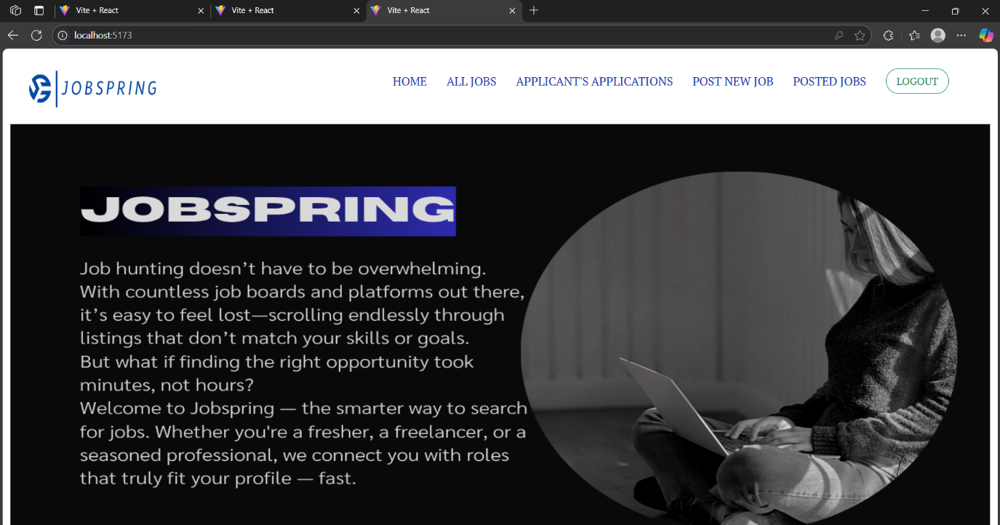 Vite + React
Vite + React
Vite + React
localhost:5173
JOBSPRING
HOME
ALL JOBS
APPLICANT'S APPLICATIONS
POST NEW JOB
POSTED JOBS
LOGOUT
JOBSPRING
Job hunting doesn’t have to be overwhelming.
With countless job boards and platforms out there,
it’s easy to feel lost—scrolling endlessly through
listings that don’t match your skills or goals.
But what if finding the right opportunity took
minutes, not hours?
Welcome to Jobspring — the smarter way to search
for jobs. Whether you're a fresher, a freelancer, or a
seasoned professional, we connect you with roles
that truly fit your profile — fast.